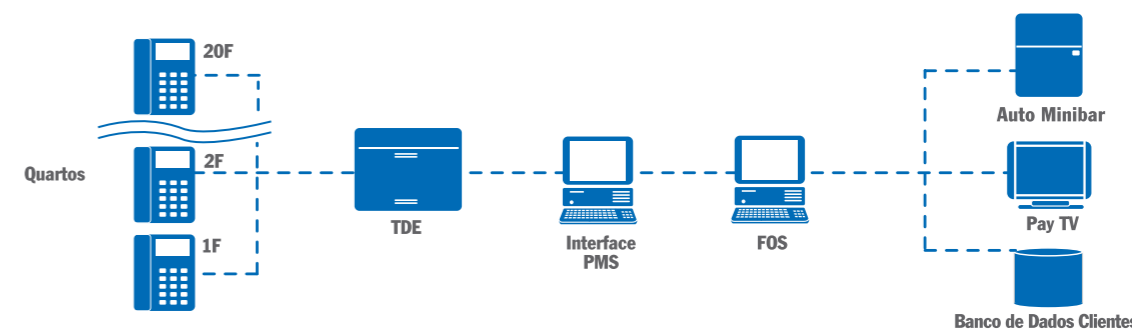 20F
Quartos
2F
1F
TDE
Interface
PMS
FOS
Auto Minibar
Pay TV
Banco de Dados Clientes